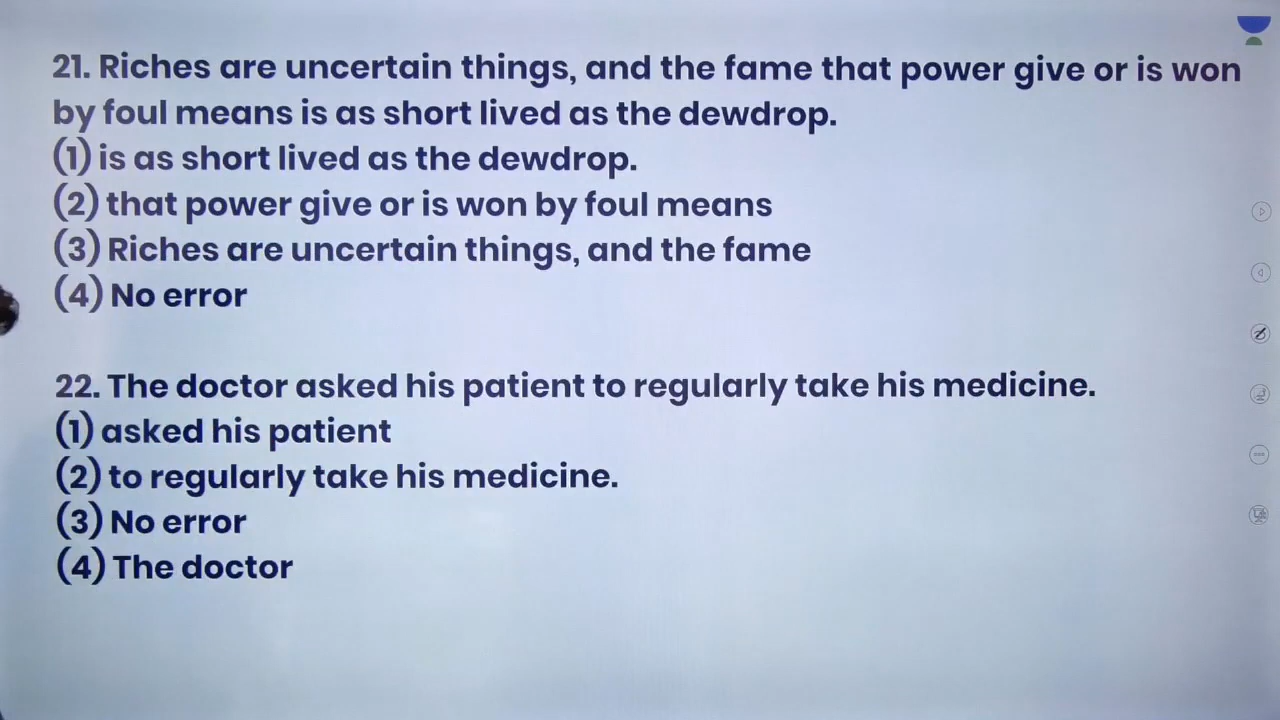 21. Riches are uncertain things, and the fame that power give or is won
by foul means is as short lived as the dewdrop.
(1) is as short lived as the dewdrop.
(2) that power give or is won by foul means
(3) Riches are uncertain things, and the fame
(4) No error
22. The doctor asked his patient to regularly take his medicine.
(1) asked his patient
(2) to regularly take his medicine.
(3) No error
(4) The doctor